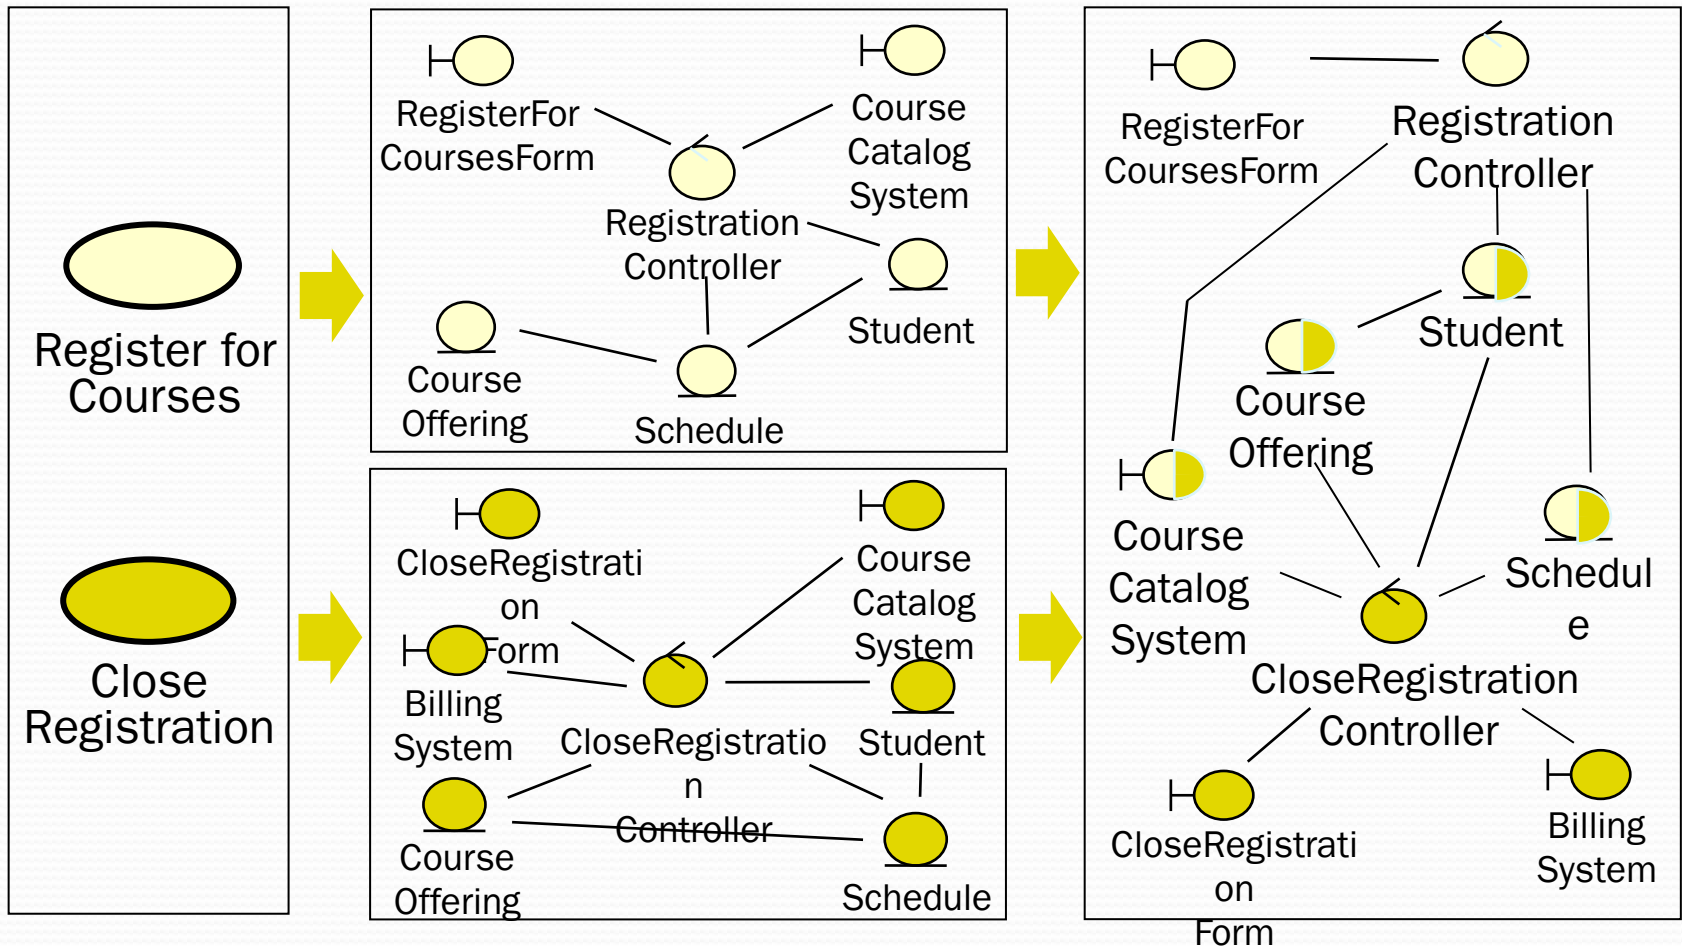 Register for
Courses
Close
Registration
RegisterFor
CoursesForm
Course
Catalog
System
Registration
Controller
Student
Course
Offering
Schedule
CloseRegistrati
on
Form
Course
Catalog
System
Billing
System
CloseRegistratio
n
Controller
Student
Course
Offering
Schedule
RegisterFor
CoursesForm
Registration
Controller
Student
Course
Offering
Course
Catalog
System
Schedul
e
CloseRegistration
Controller
CloseRegistrati
on
Form
Billing
System